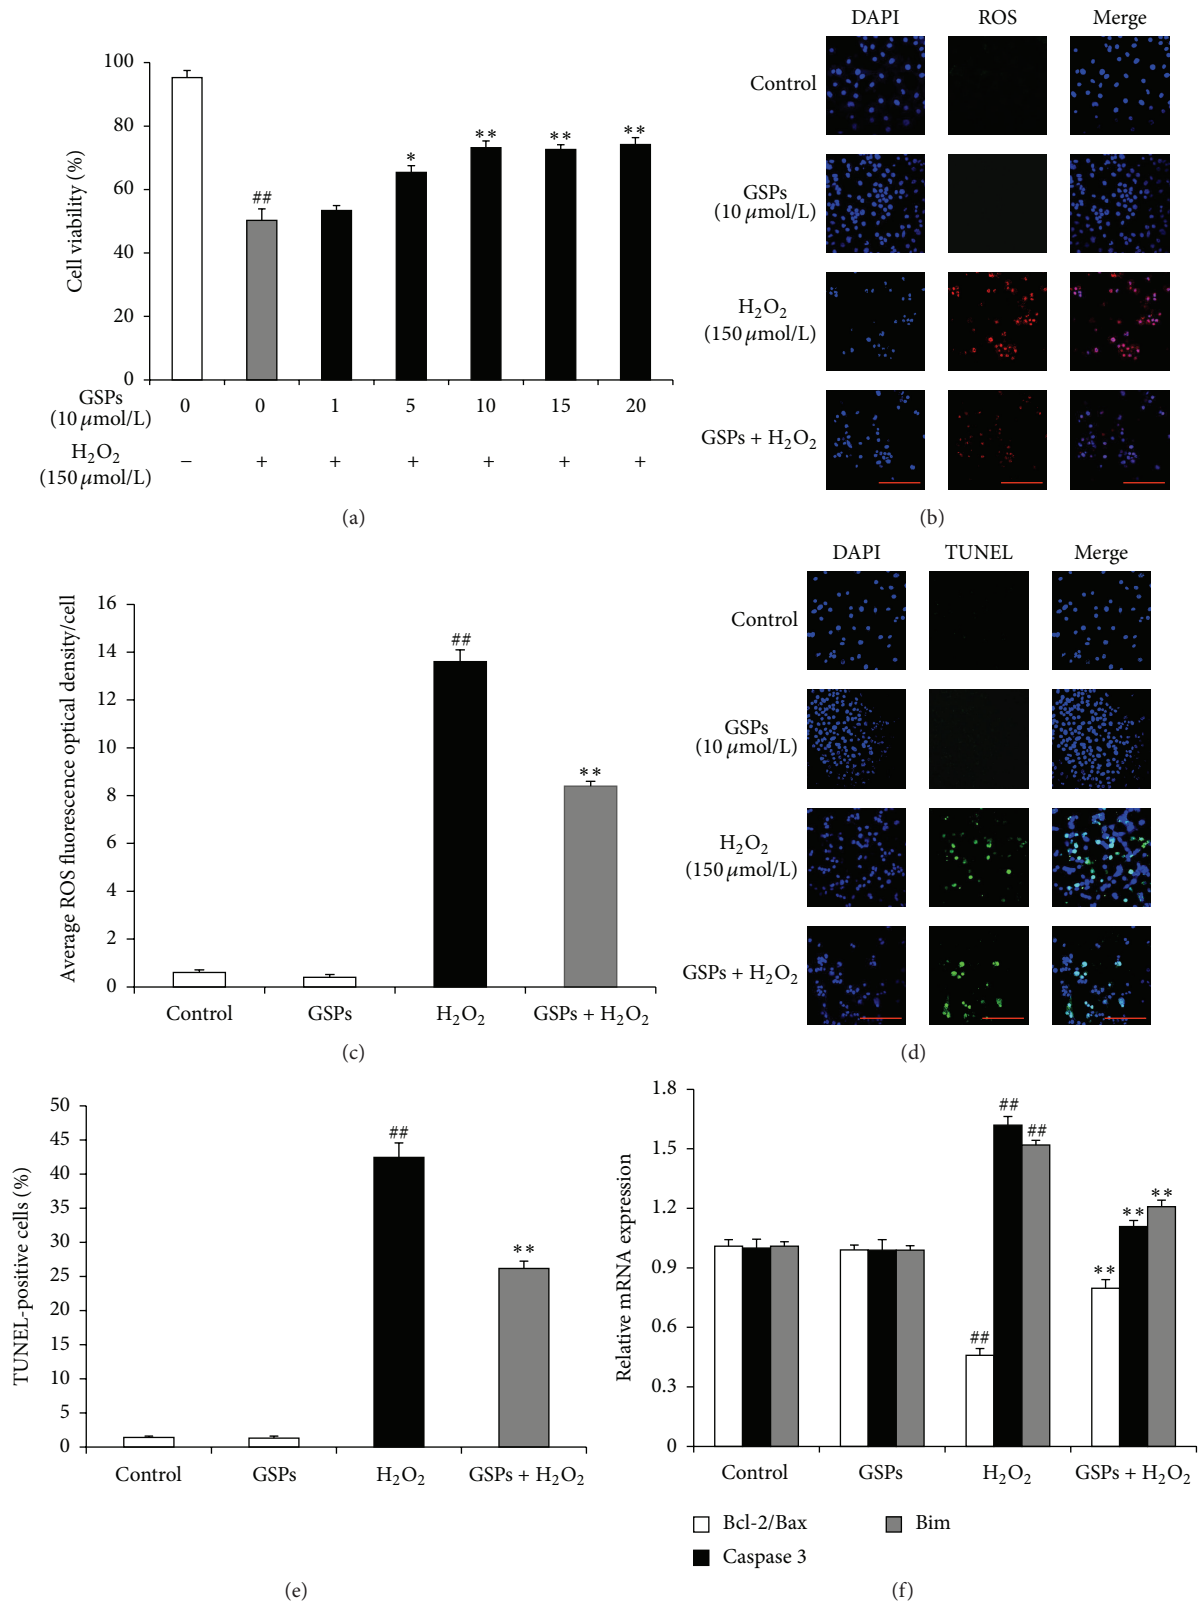 100
80
60
40
20
0
Cell viability (%)
##
*
**
**
**
GSPs
(10 μmol/L)
0 0 1 5 10 15 20
H₂O₂
(150 μmol/L)
− + + + + + +
(a)
DAPI ROS Merge
Control
GSPs
(10 μmol/L)
H₂O₂
(150 μmol/L)
GSPs + H₂O₂
(b)
16
14
12
10
8
6
4
2
0
Average ROS fluorescence optical density/cell
##
**
Control GSPs H₂O₂ GSPs + H₂O₂
(c)
DAPI TUNEL Merge
Control
GSPs
(10 μmol/L)
H₂O₂
(150 μmol/L)
GSPs + H₂O₂
(d)
50
45
40
35
30
25
20
15
10
5
0
TUNEL-positive cells (%)
##
**
Control GSPs H₂O₂ GSPs + H₂O₂
(e)
1.8
1.5
1.2
0.9
0.6
0.3
0
Relative mRNA expression
##
##
##
**
**
**
Control GSPs H₂O₂ GSPs + H₂O₂
Bcl-2/Bax Bim
Caspase 3
(f)